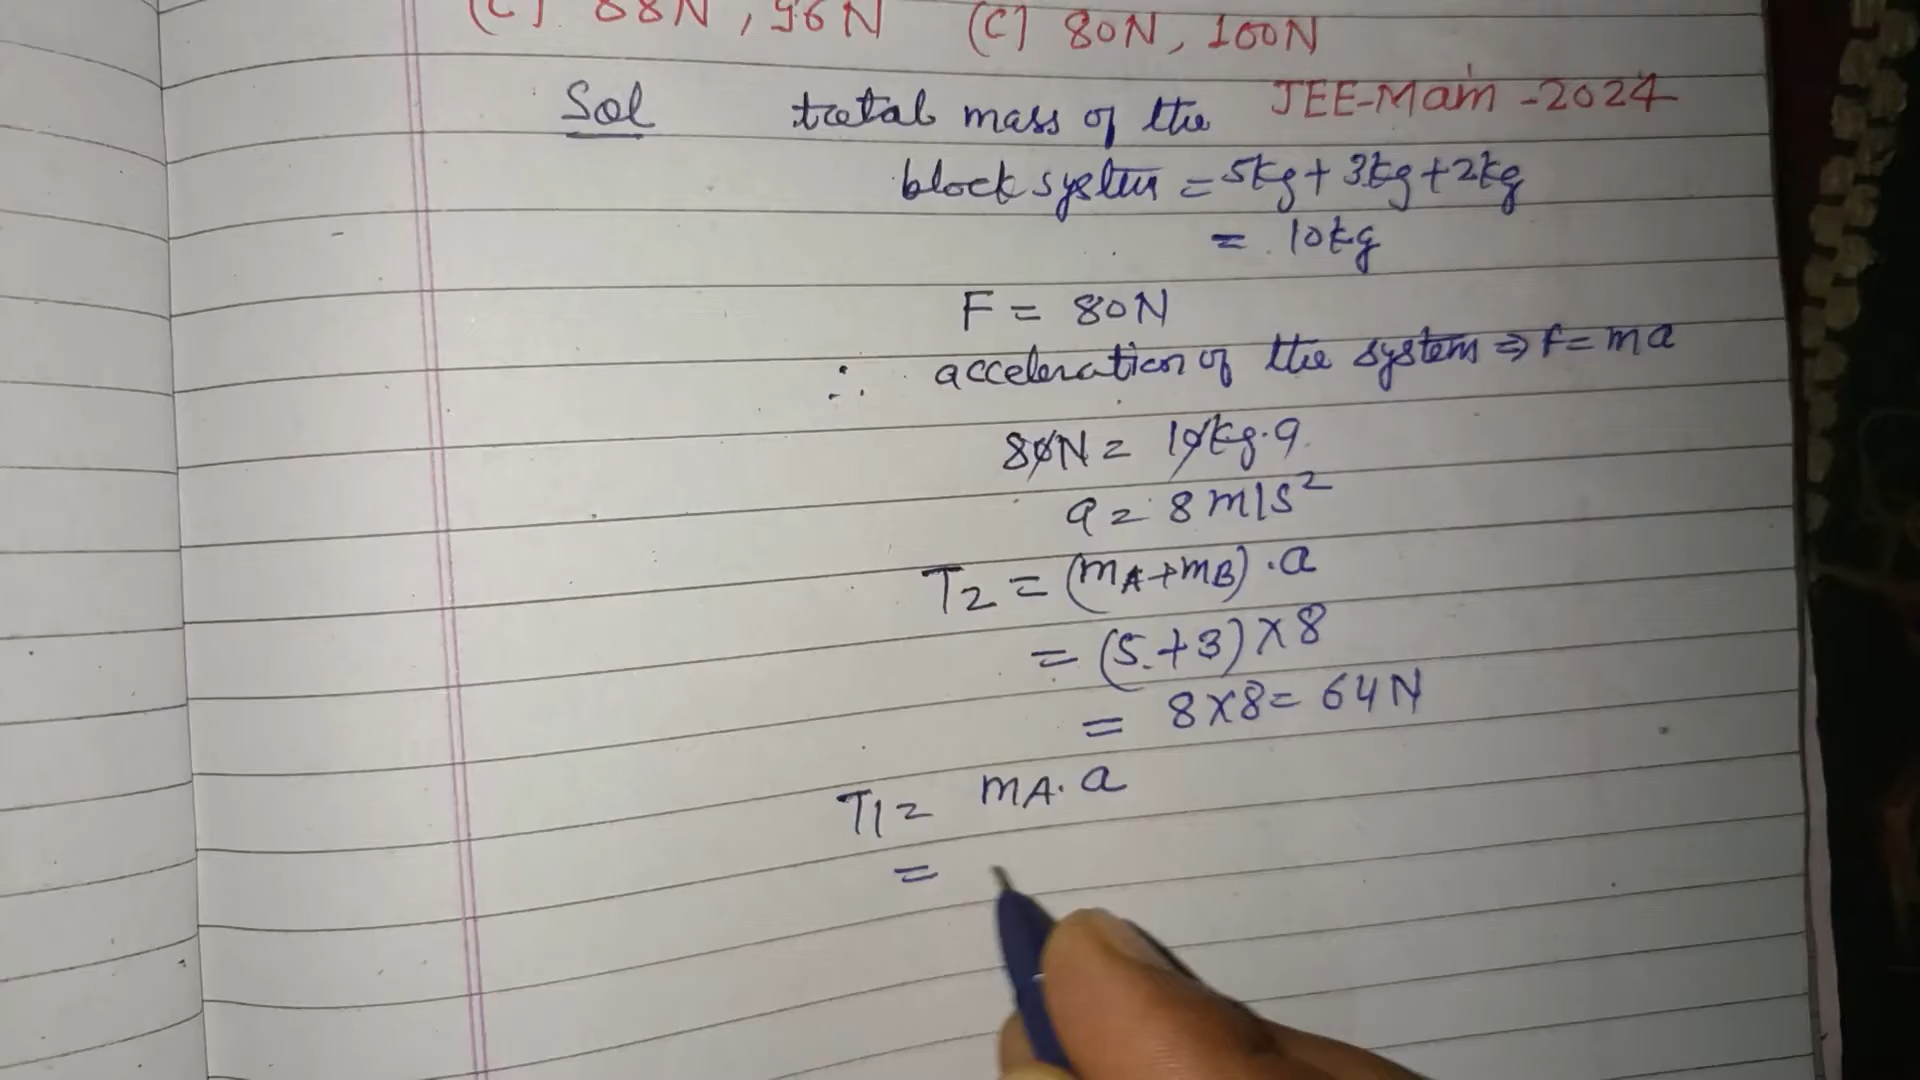 (C) 88N, 96N (C) 80N, 100N
Sol total mass of the JEE-Main-2024
block system = 5kg + 3kg + 2kg
= 10kg
F = 80N
∴ acceleration of the system ⇒ F = ma
80N = 10kg·a
a = 8 m/s²
T₂ = (mA+mB)·a
= (5+3)×8
= 8×8 = 64N
T₁ = mA·a
=